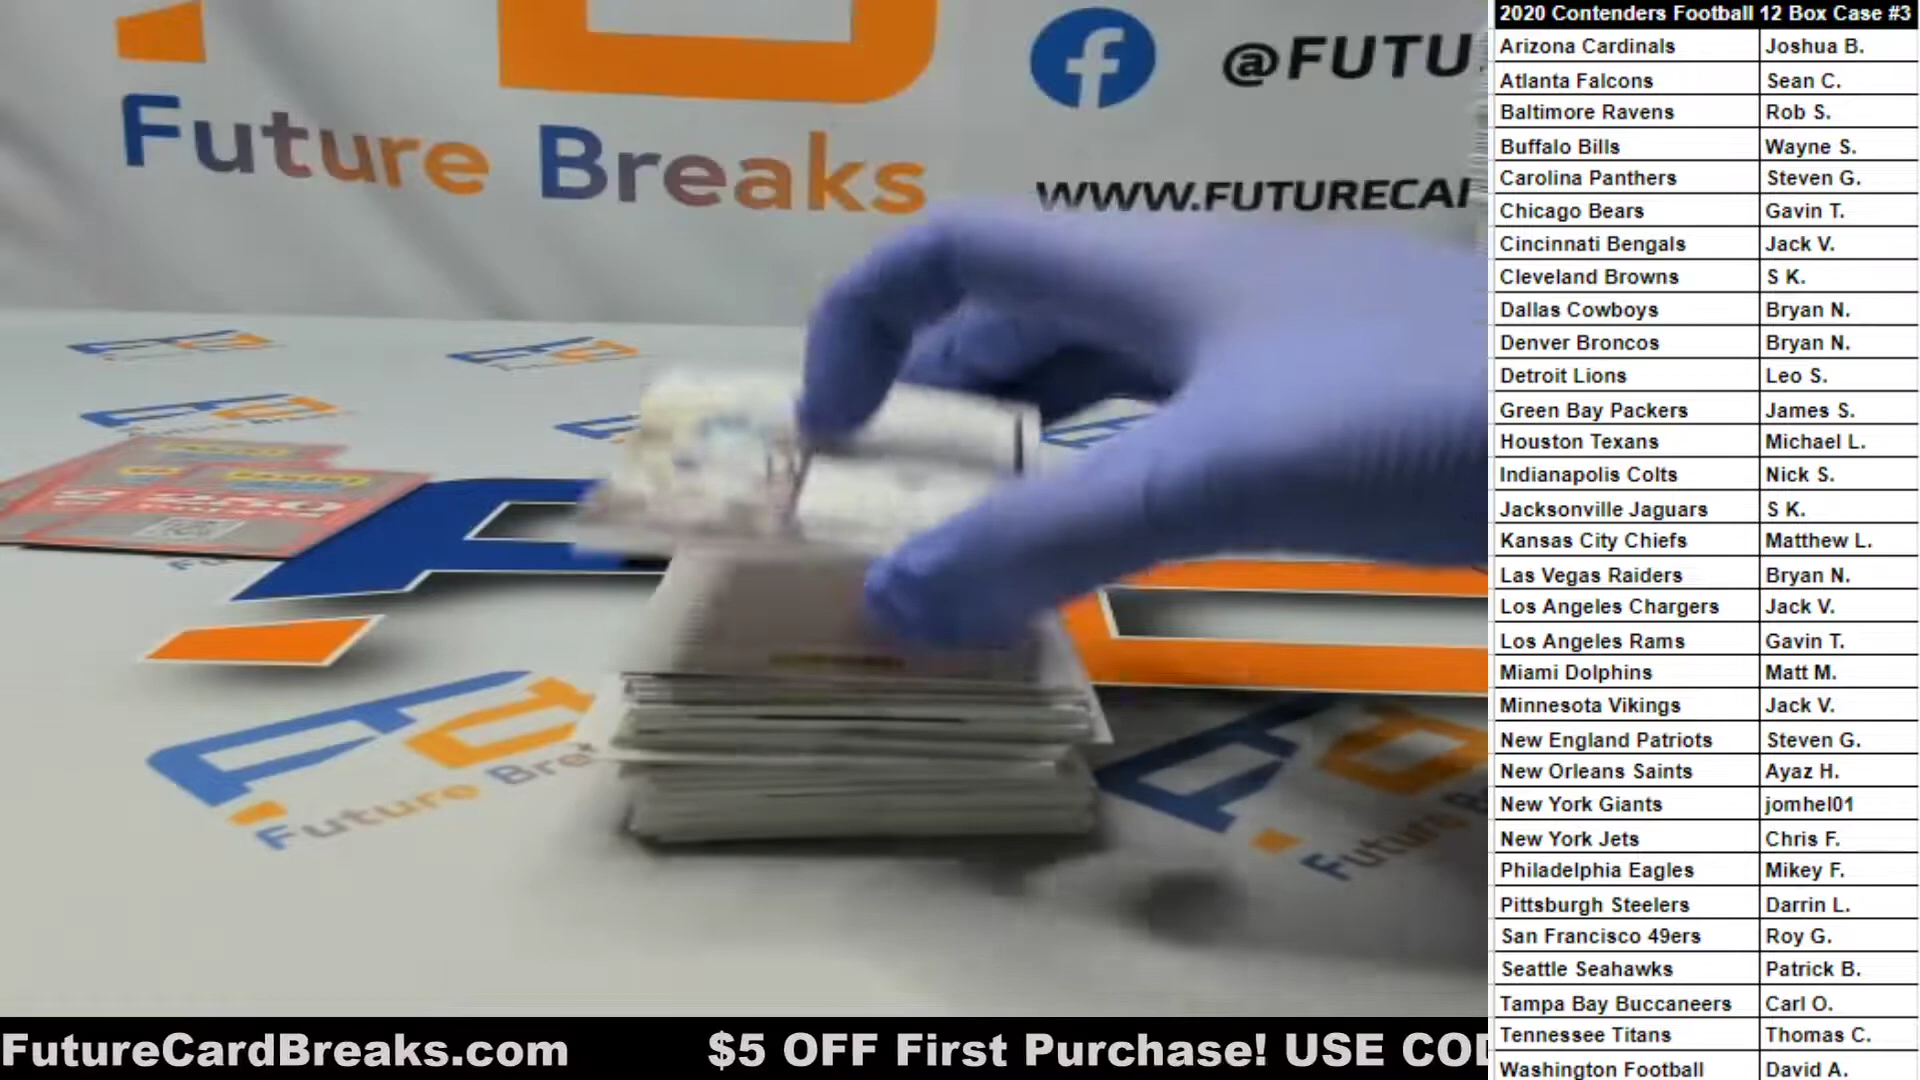 @FUTU
Future Breaks
WWW.FUTURECAI
Future Breaks
Future
2020 Contenders Football 12 Box Case #3
Arizona Cardinals Joshua B.
Atlanta Falcons Sean C.
Baltimore Ravens Rob S.
Buffalo Bills Wayne S.
Carolina Panthers Steven G.
Chicago Bears Gavin T.
Cincinnati Bengals Jack V.
Cleveland Browns S K.
Dallas Cowboys Bryan N.
Denver Broncos Bryan N.
Detroit Lions Leo S.
Green Bay Packers James S.
Houston Texans Michael L.
Indianapolis Colts Nick S.
Jacksonville Jaguars S K.
Kansas City Chiefs Matthew L.
Las Vegas Raiders Bryan N.
Los Angeles Chargers Jack V.
Los Angeles Rams Gavin T.
Miami Dolphins Matt M.
Minnesota Vikings Jack V.
New England Patriots Steven G.
New Orleans Saints Ayaz H.
New York Giants jomhel01
New York Jets Chris F.
Philadelphia Eagles Mikey F.
Pittsburgh Steelers Darrin L.
San Francisco 49ers Roy G.
Seattle Seahawks Patrick B.
Tampa Bay Buccaneers Carl O.
Tennessee Titans Thomas C.
Washington Football David A.
FutureCardBreaks.com $5 OFF First Purchase! USE COD